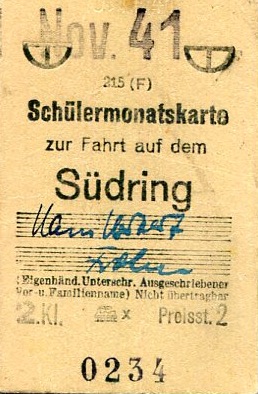 Nov. 41
215 (F)
Schülermonatskarte
zur Fahrt auf dem
Südring
(Eigenhänd. Unterschr. Ausgeschriebener
Vor-u. Familienname) Nicht übertragbar
2.Kl. x Preisst. 2
0234